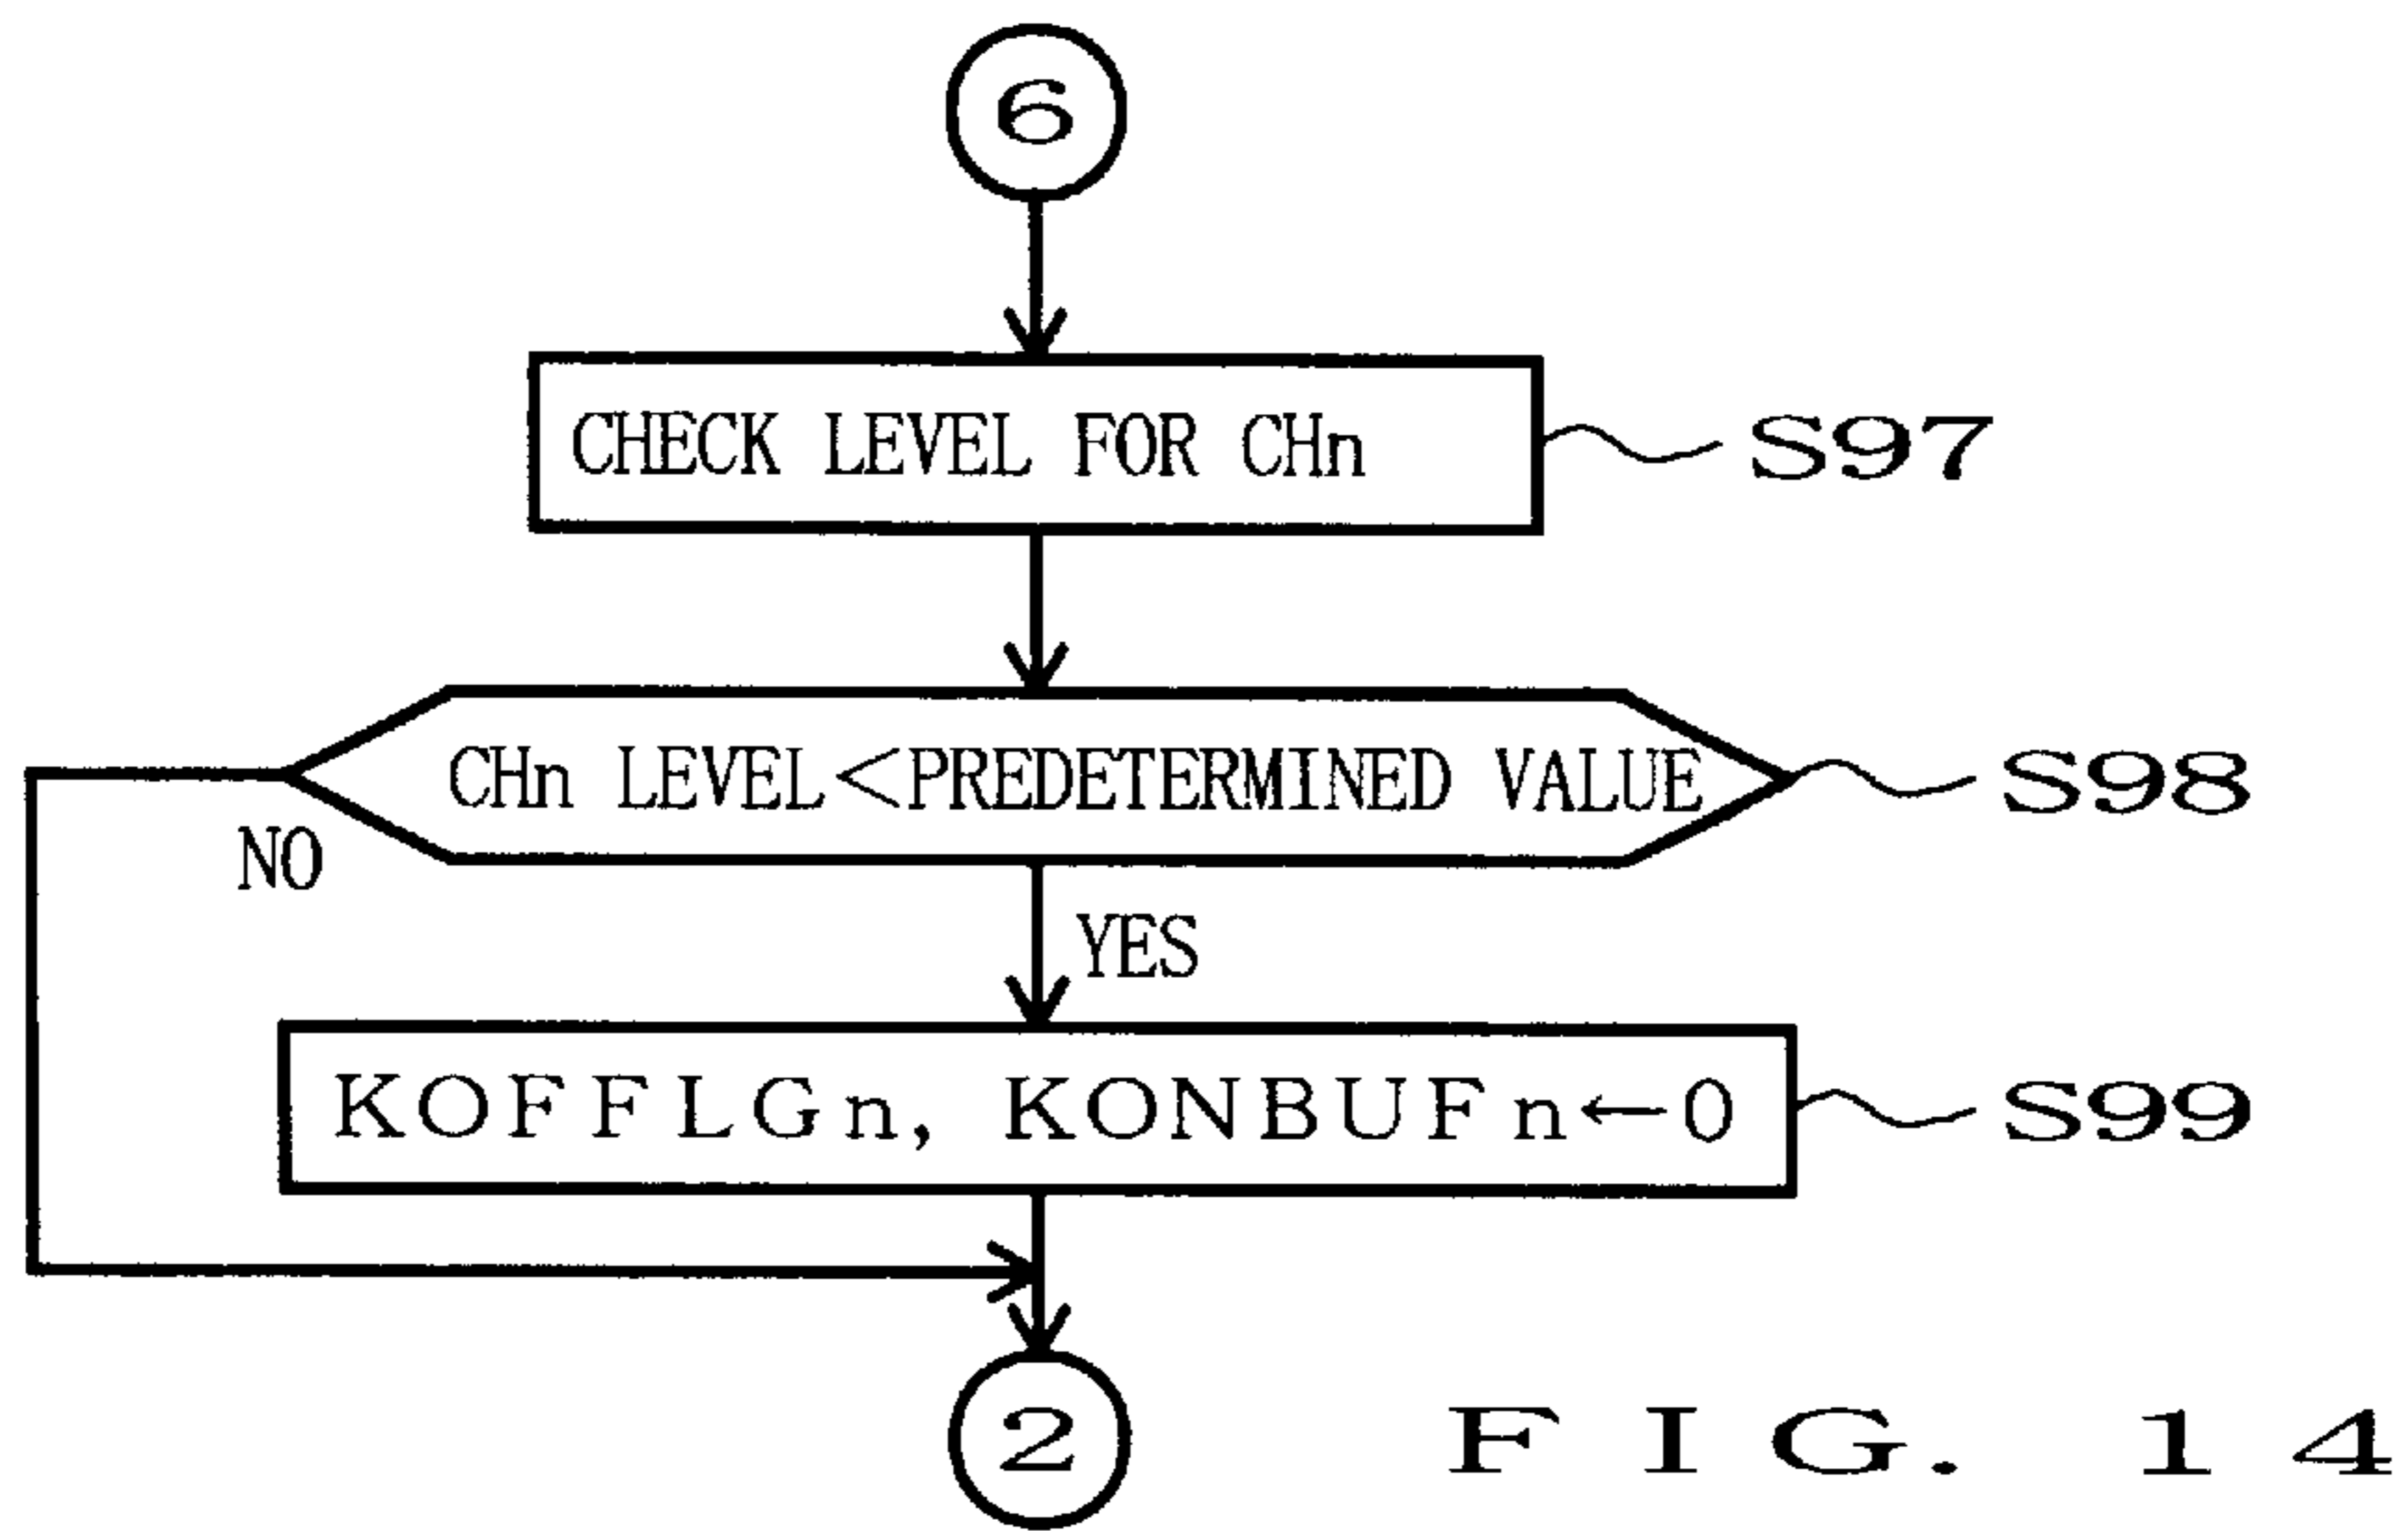 6
CHECK LEVEL FOR CHn
S97
CHn LEVEL<PREDETERMINED VALUE
S98
NO
YES
KOFFLGn, KONBUFn←0
S99
2
FIG. 14